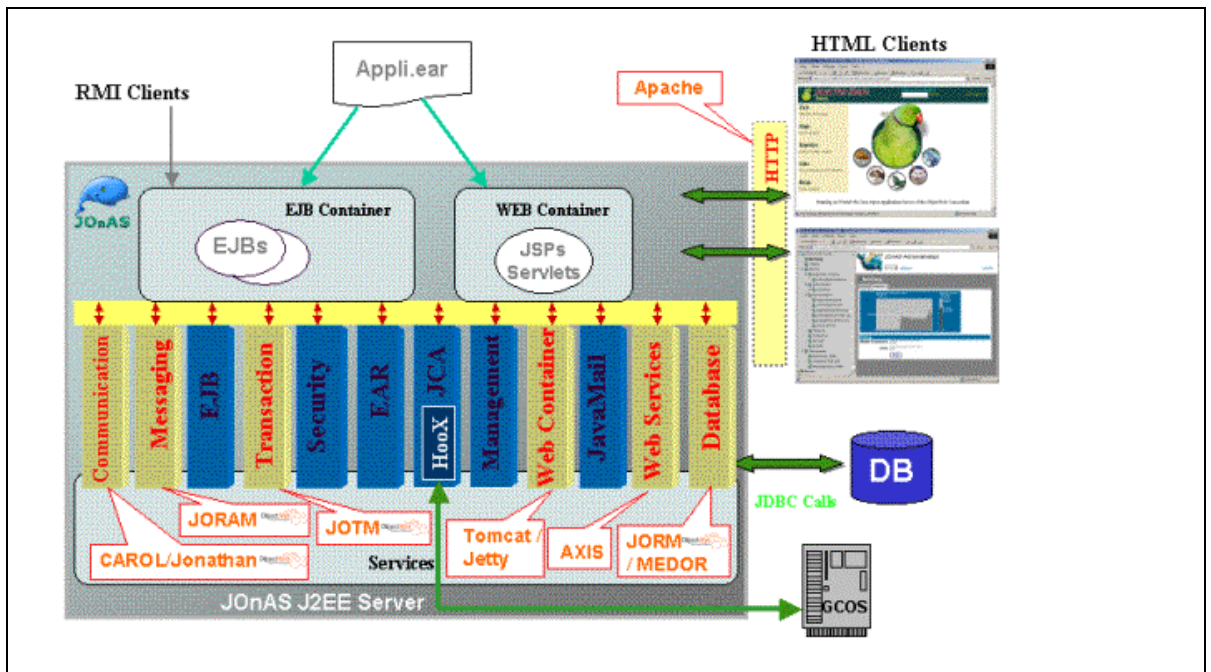 HTML Clients
Appli.ear
Apache
RMI Clients
HTTP
JOnAS
EJB Container
WEB Container
EJBs
JSPs
Servlets
JOnAS Administration
Communication
Messaging
EJB
Transaction
Security
EAR
JCA
HooX
Management
Web Container
JavaMail
Web Services
Database
DB
JDBC Calls
JORAM
JOTM
Tomcat /
Jetty
AXIS
JORM
/ MEDOR
CAROL/Jonathan
Services
JOnAS J2EE Server
GCOS